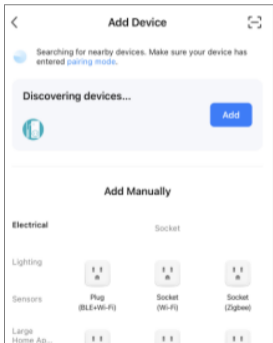 Add Device
Searching for nearby devices. Make sure your device has
entered pairing mode.
Discovering devices...
Add
Add Manually
Electrical
Socket
Lighting
Sensors
Plug
(BLE+Wi-Fi)
Socket
(Wi-Fi)
Socket
(Zigbee)
Large
Home Ap...